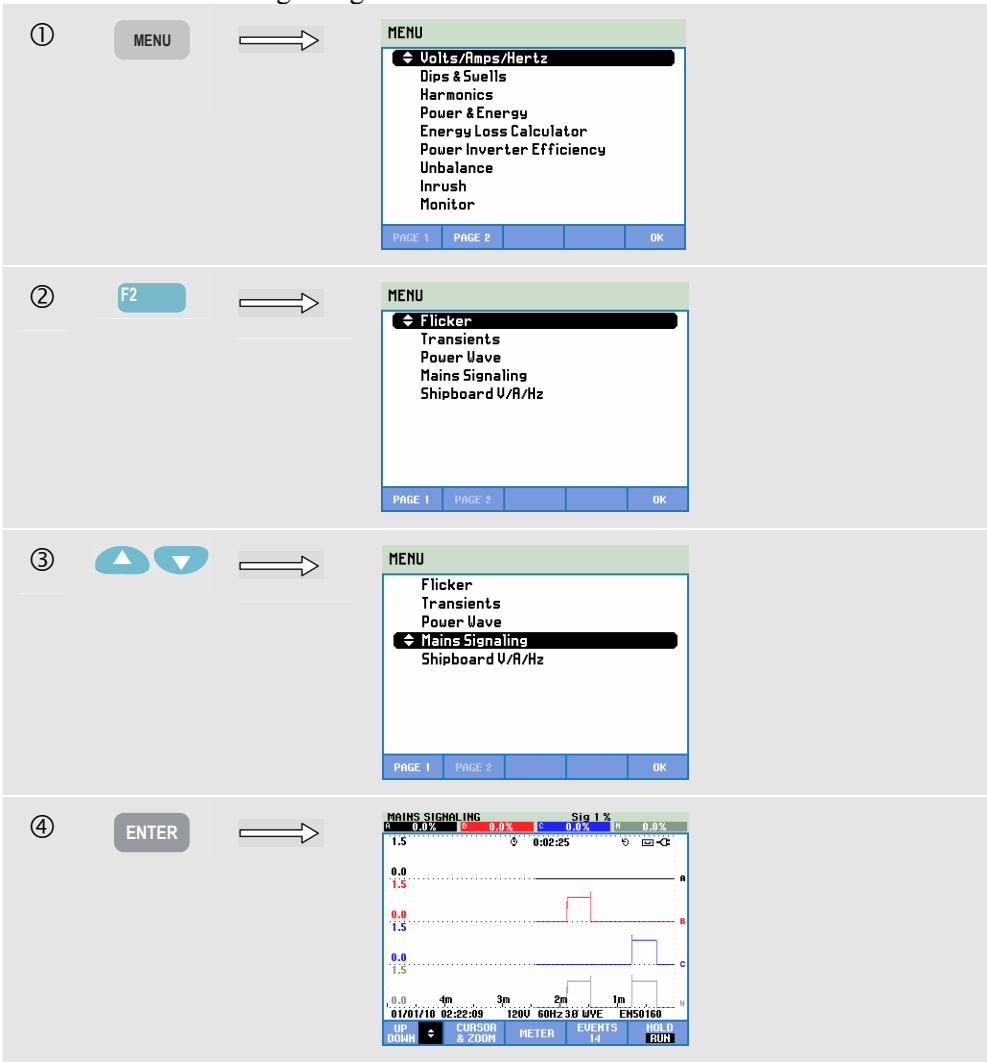 ① MENU
MENU
Volts/Amps/Hertz
Dips & Swells
Harmonics
Power & Energy
Energy Loss Calculator
Power Inverter Efficiency
Unbalance
Inrush
Monitor
PAGE 1 PAGE 2 OK
② F2
MENU
Flicker
Transients
Power Wave
Mains Signaling
Shipboard V/A/Hz
PAGE 1 PAGE 2 OK
③
MENU
Flicker
Transients
Power Wave
Mains Signaling
Shipboard V/A/Hz
PAGE 1 PAGE 2 OK
④ ENTER
MAINS SIGNALING Sig 1 %
A 0.0% B 0.0% C 0.0% N 0.0%
1.5 0:02:25
0.0 A
1.5
0.0 B
1.5
0.0 C
1.5
0.0 4m 3m 2m 1m N
01/01/10 02:22:09 120V 60Hz 3Ø WYE EN50160
UP DOWN CURSOR & ZOOM METER EVENTS 14 HOLD RUN